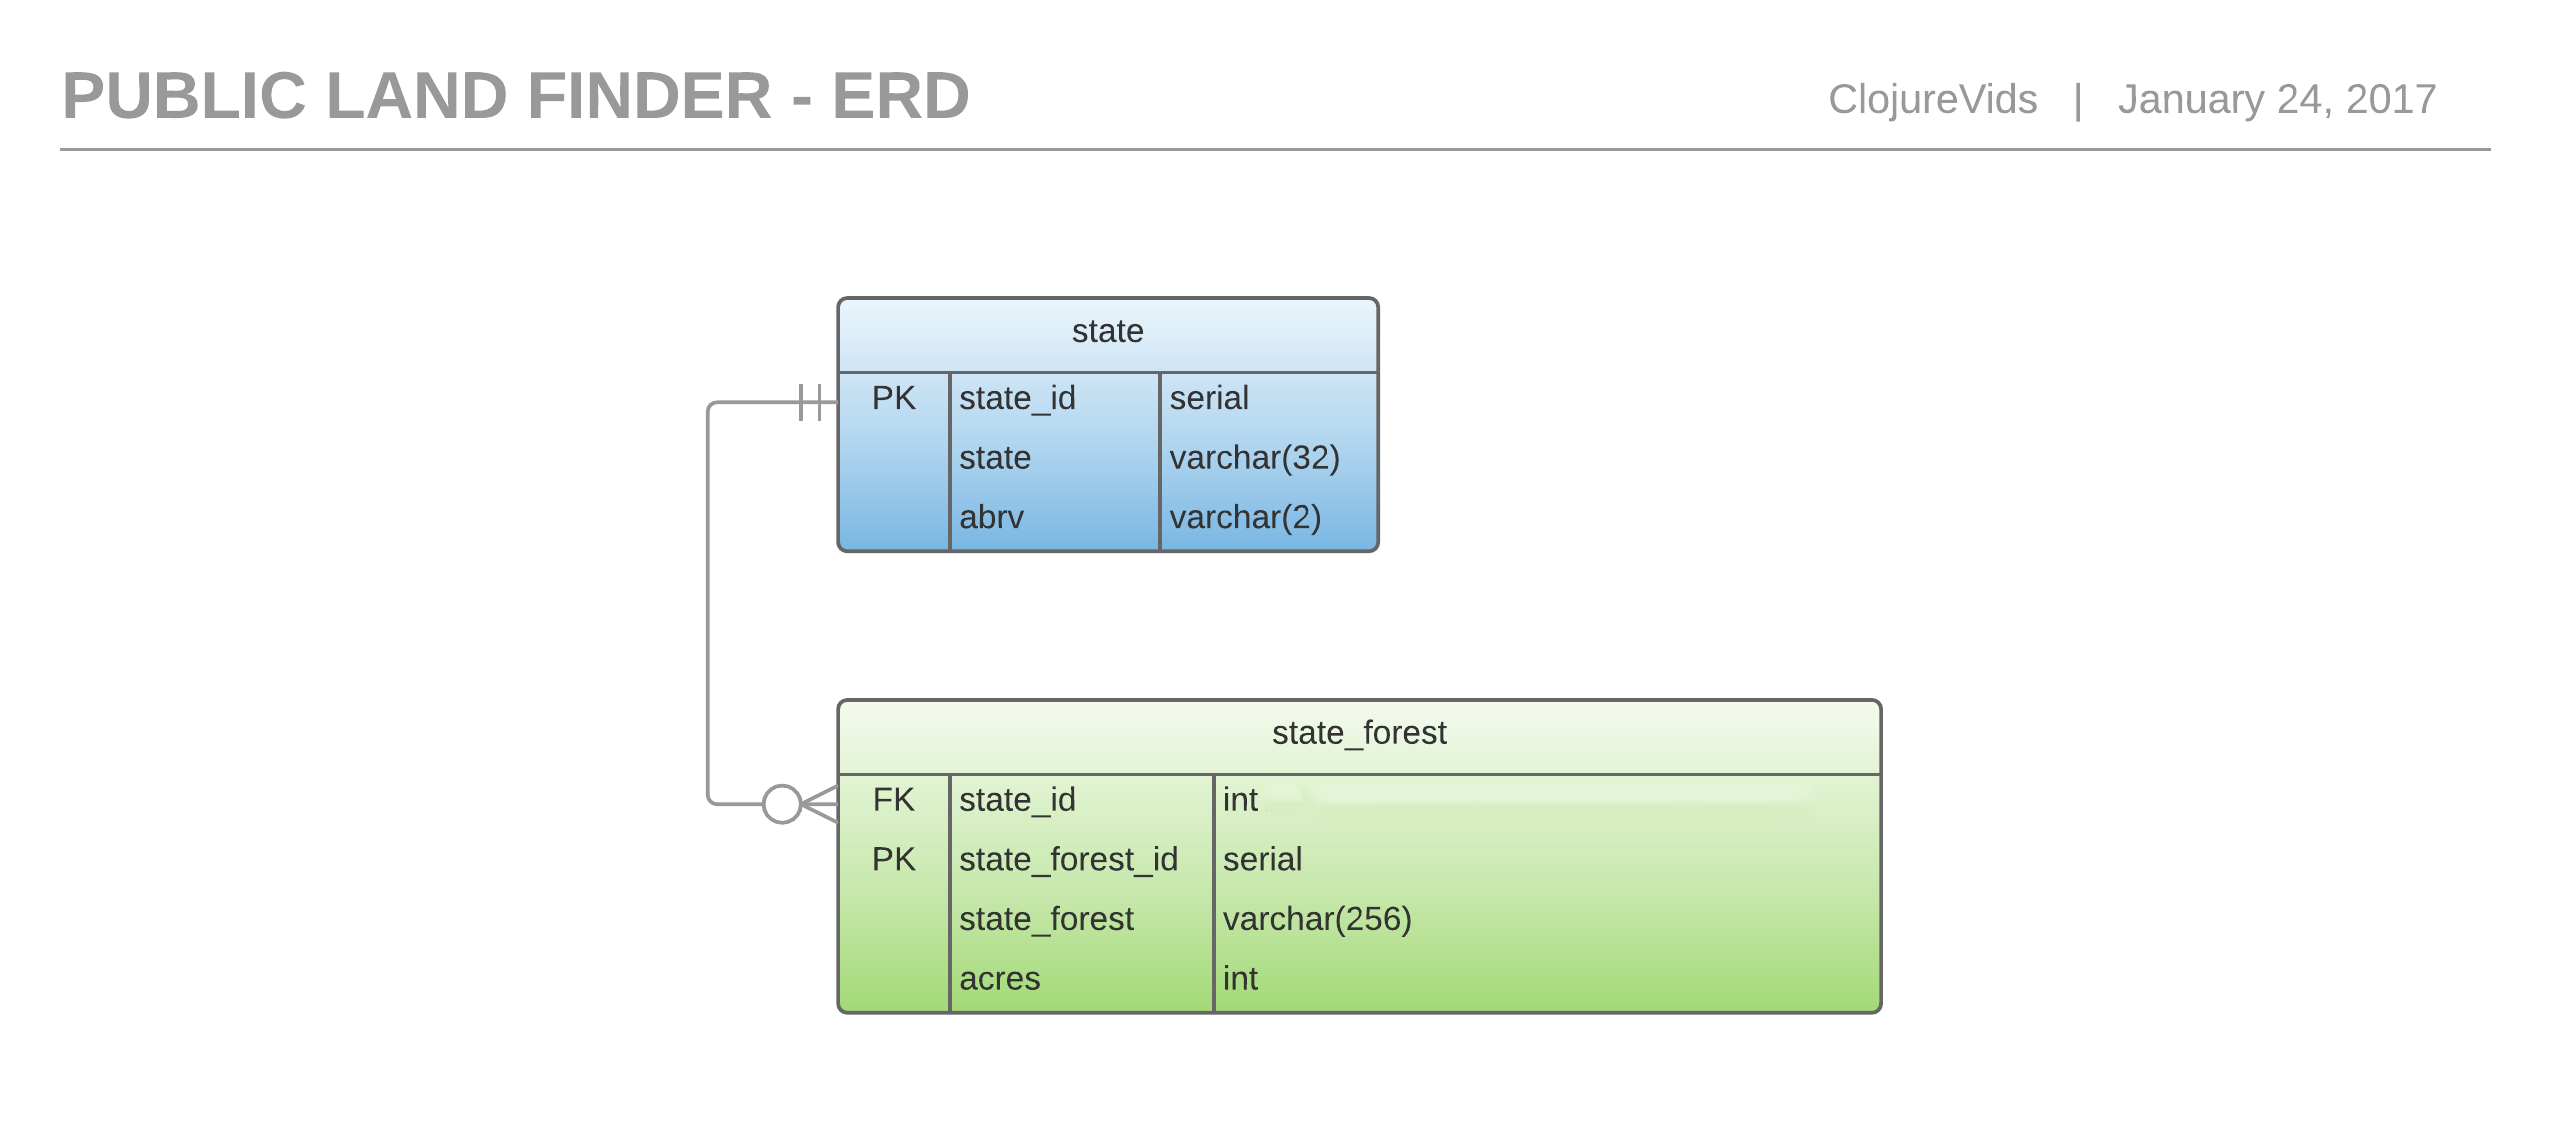 PUBLIC LAND FINDER - ERD
ClojureVids | January 24, 2017
state
PK state_id serial
state varchar(32)
abrv varchar(2)
state_forest
FK state_id int
PK state_forest_id serial
state_forest varchar(256)
acres int